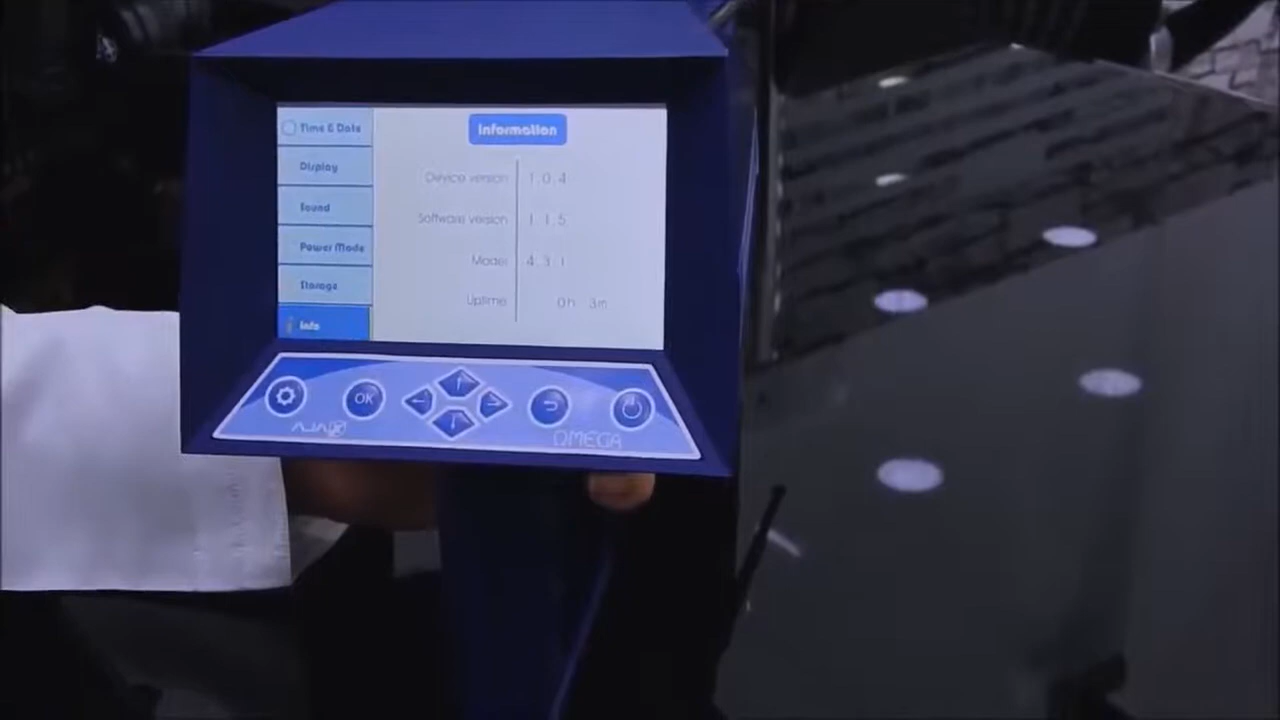 Time & Date
Information
Display
Device version 1.0.4
Sound
Software version 1.1.5
Power Mode
Model 4.3.1
Storage
Uptime 0h 3m
Info
OK
AJAX
OMEGA